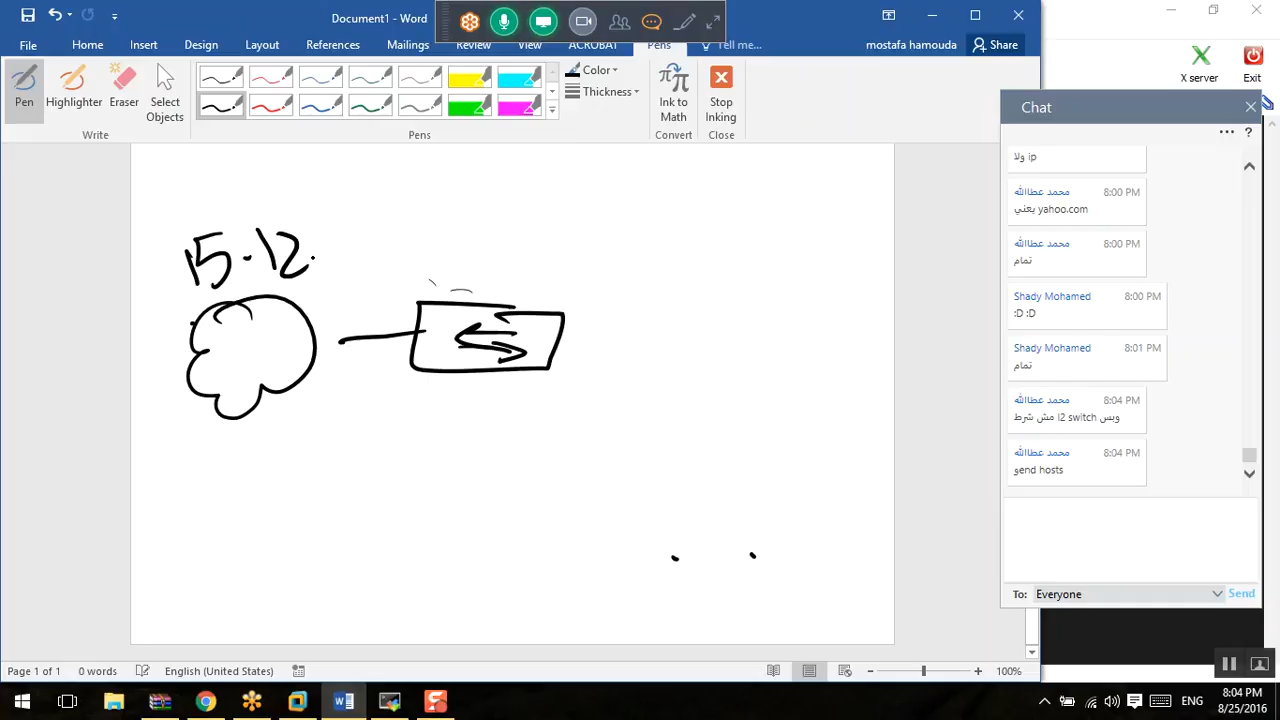 Document1 - Word
File
Home
Insert
Design
Layout
References
Mailings
Review
View
ACROBAT
Pens
Tell me...
mostafa hamouda
Share
X server
Exit
Pen
Highlighter
Eraser
Select Objects
Write
Pens
Color
Thickness
Ink to Math
Convert
Stop Inking
Close
15.12.
Chat
ولا ip
محمد عطاالله 8:00 PM
يعني yahoo.com
محمد عطاالله 8:00 PM
تمام
Shady Mohamed 8:00 PM
:D :D
Shady Mohamed 8:01 PM
تمام
محمد عطاالله 8:04 PM
وبس l2 switch مش شرط
محمد عطاالله 8:04 PM
وend hosts
To: Everyone Send
Page 1 of 1 0 words English (United States) 100%
ENG 8:04 PM
8/25/2016